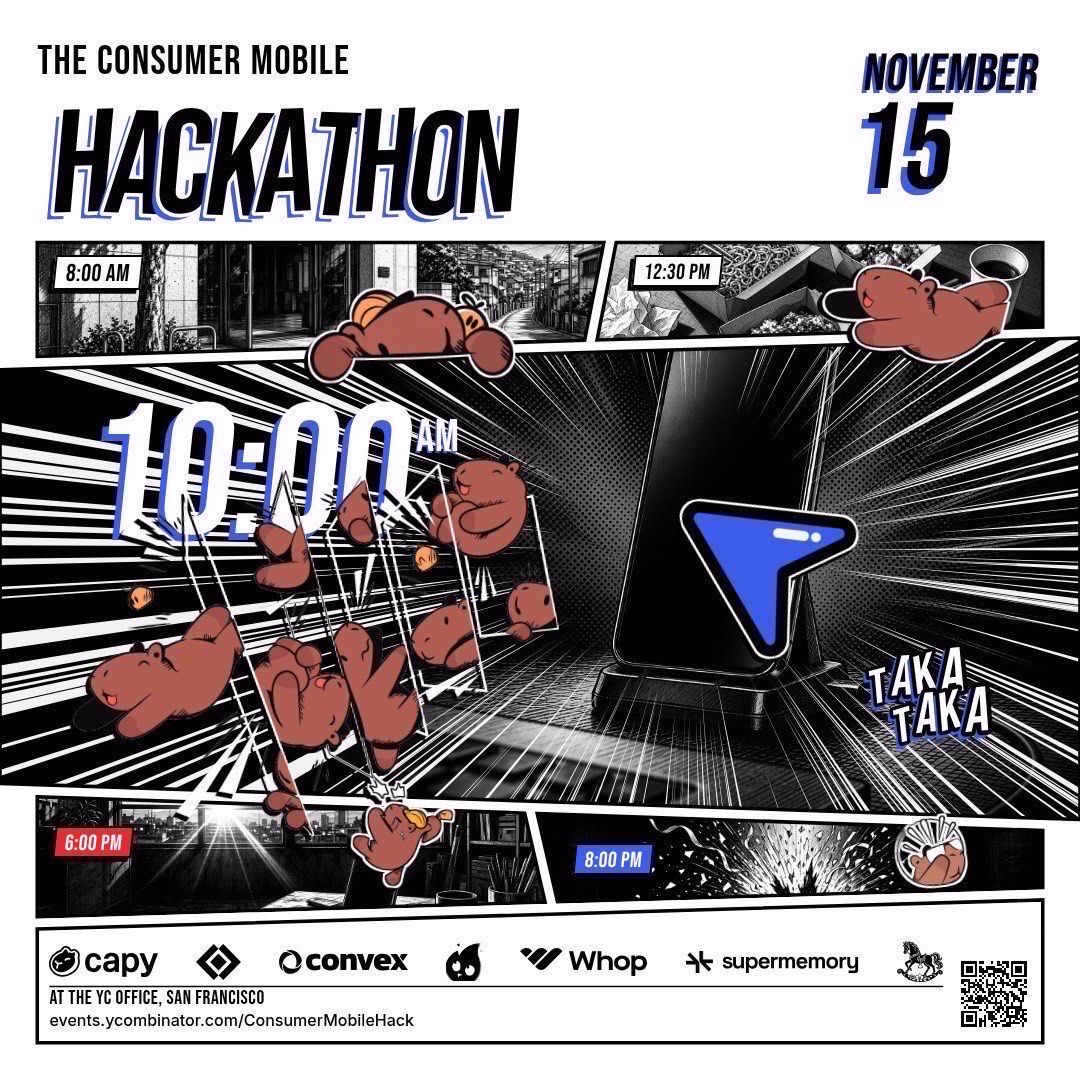 THE CONSUMER MOBILE
HACKATHON
NOVEMBER
15
8:00 AM
12:30 PM
10:00 AM
TAKA
TAKA
6:00 PM
8:00 PM
capy
convex
Whop
supermemory
AT THE YC OFFICE, SAN FRANCISCO
events.ycombinator.com/ConsumerMobileHack